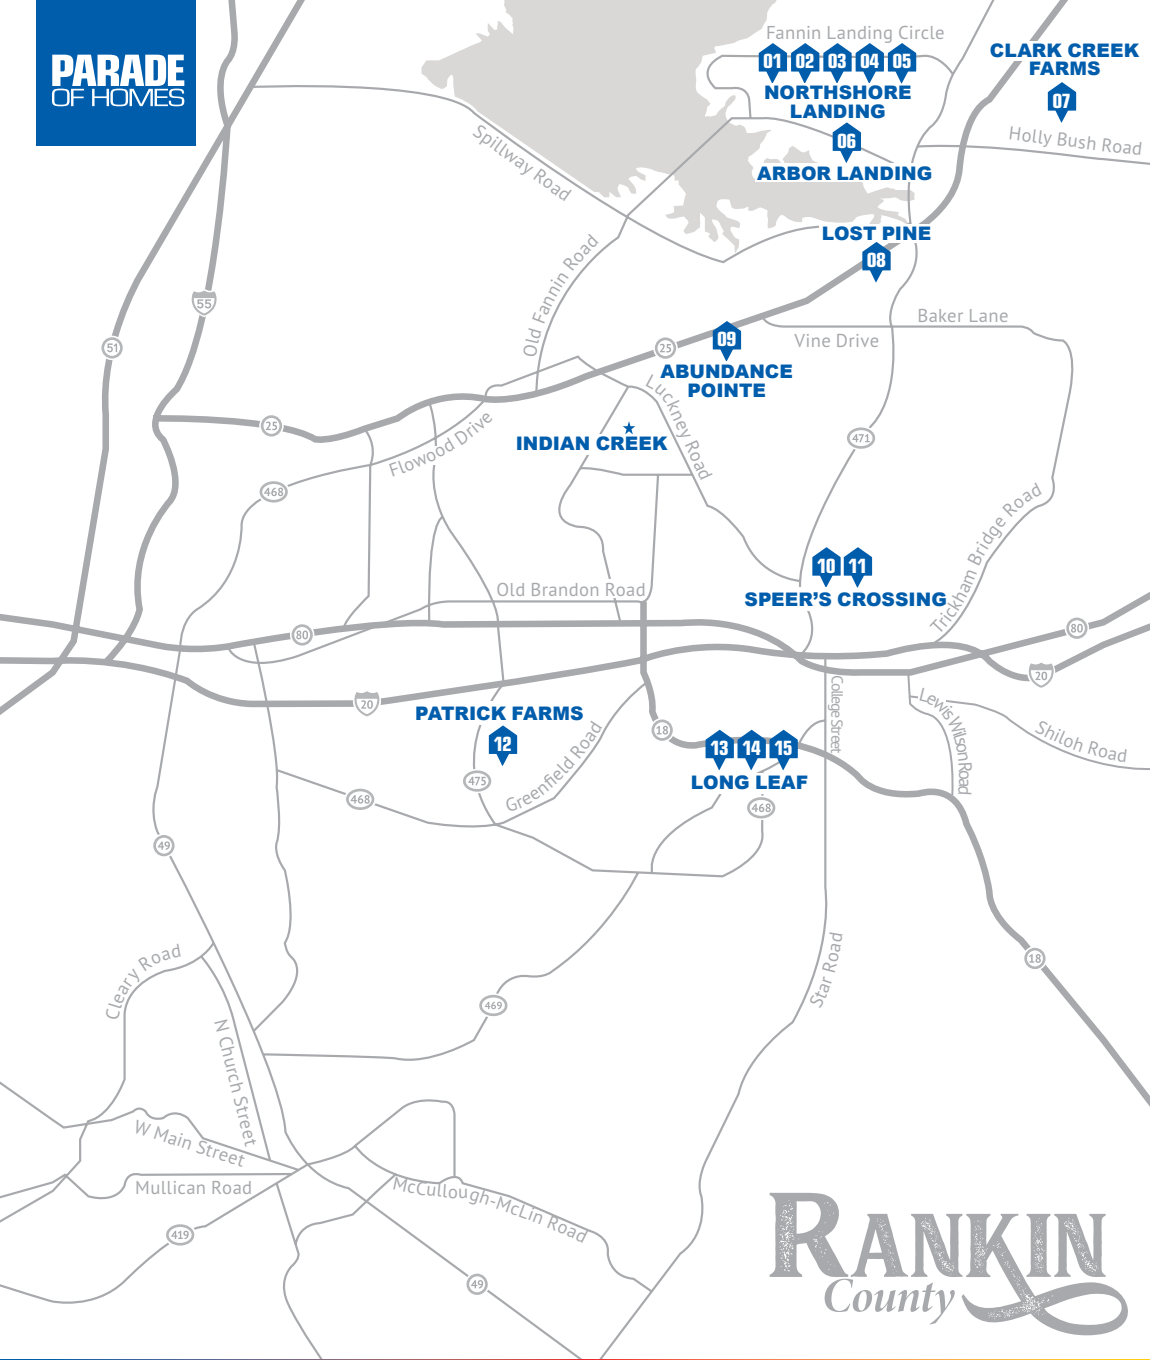 PARADE
OF HOMES
Fannin Landing Circle
01 02 03 04 05
NORTHSHORE
LANDING
CLARK CREEK
FARMS
07
Holly Bush Road
06
ARBOR LANDING
Spillway Road
LOST PINE
08
Old Fannin Road
55
51
25
09
ABUNDANCE
POINTE
Baker Lane
Vine Drive
Luckney Road
25
Flowood Drive
INDIAN CREEK
471
468
Trickham Bridge Road
10 11
SPEER'S CROSSING
Old Brandon Road
80
80
20
20
College Street
Lewis Wilson Road
Shiloh Road
PATRICK FARMS
12
18
13 14 15
LONG LEAF
475
Greenfield Road
468
468
49
Cleary Road
Star Road
18
469
N Church Street
W Main Street
Mullican Road
McCullough-McLin Road
419
49
RANKIN
County